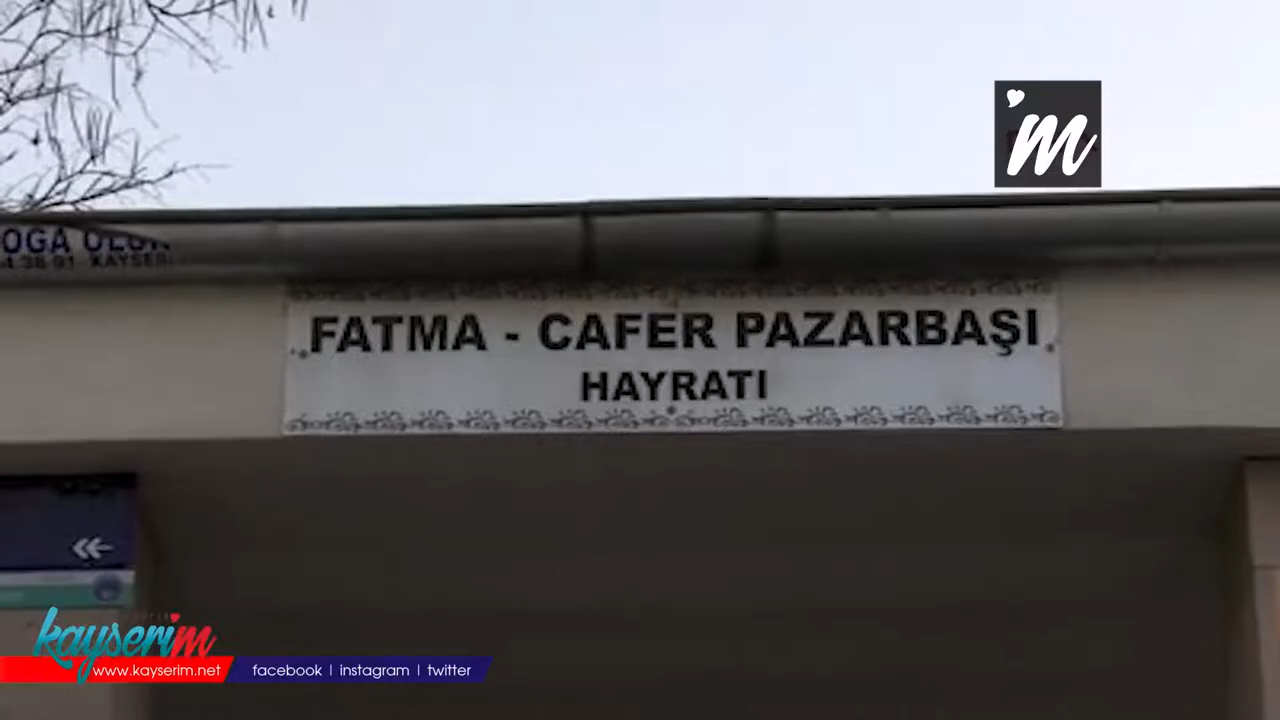 'm
FATMA - CAFER PAZARBAŞI
HAYRATI
kayserim
www.kayserim.net
facebook | instagram | twitter